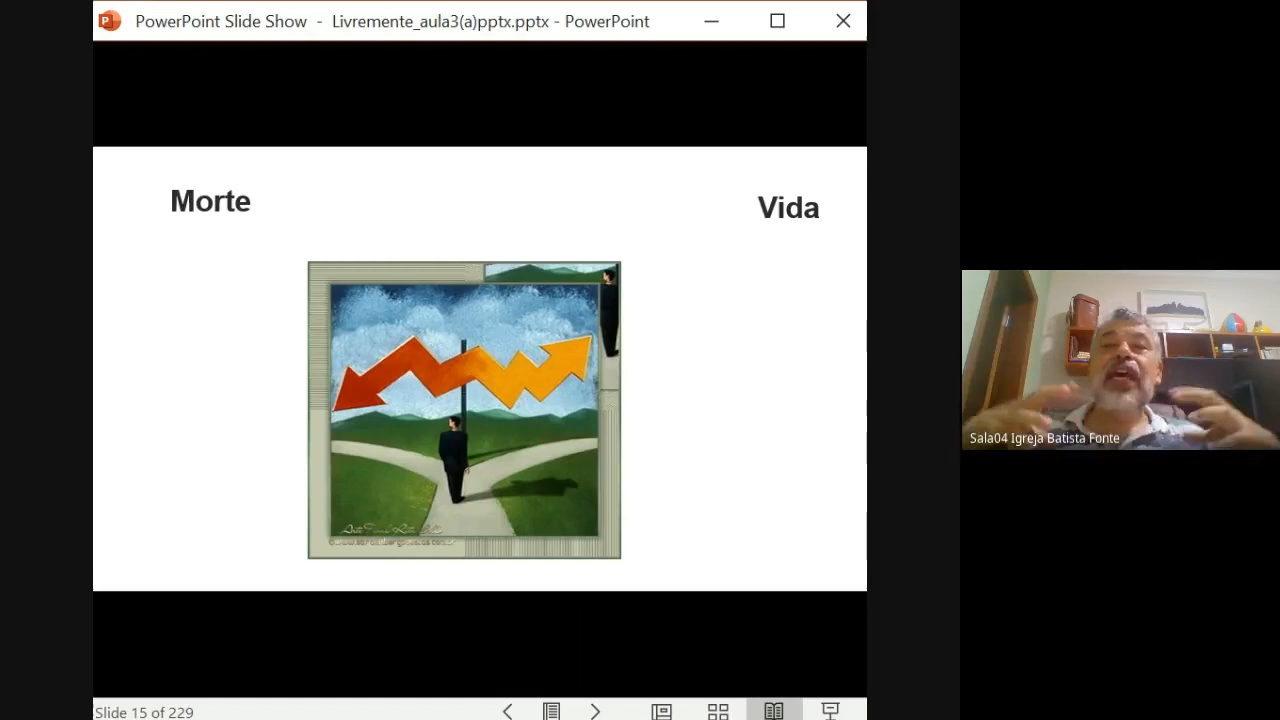 PowerPoint Slide Show - Livremente_aula3(a)pptx.pptx - PowerPoint
Morte
Vida
Sala04 Igreja Batista Fonte
Slide 15 of 229